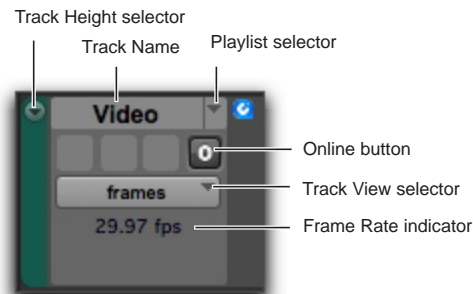 Track Height selector
Track Name
Playlist selector
Video
O
Online button
frames
Track View selector
29.97 fps
Frame Rate indicator